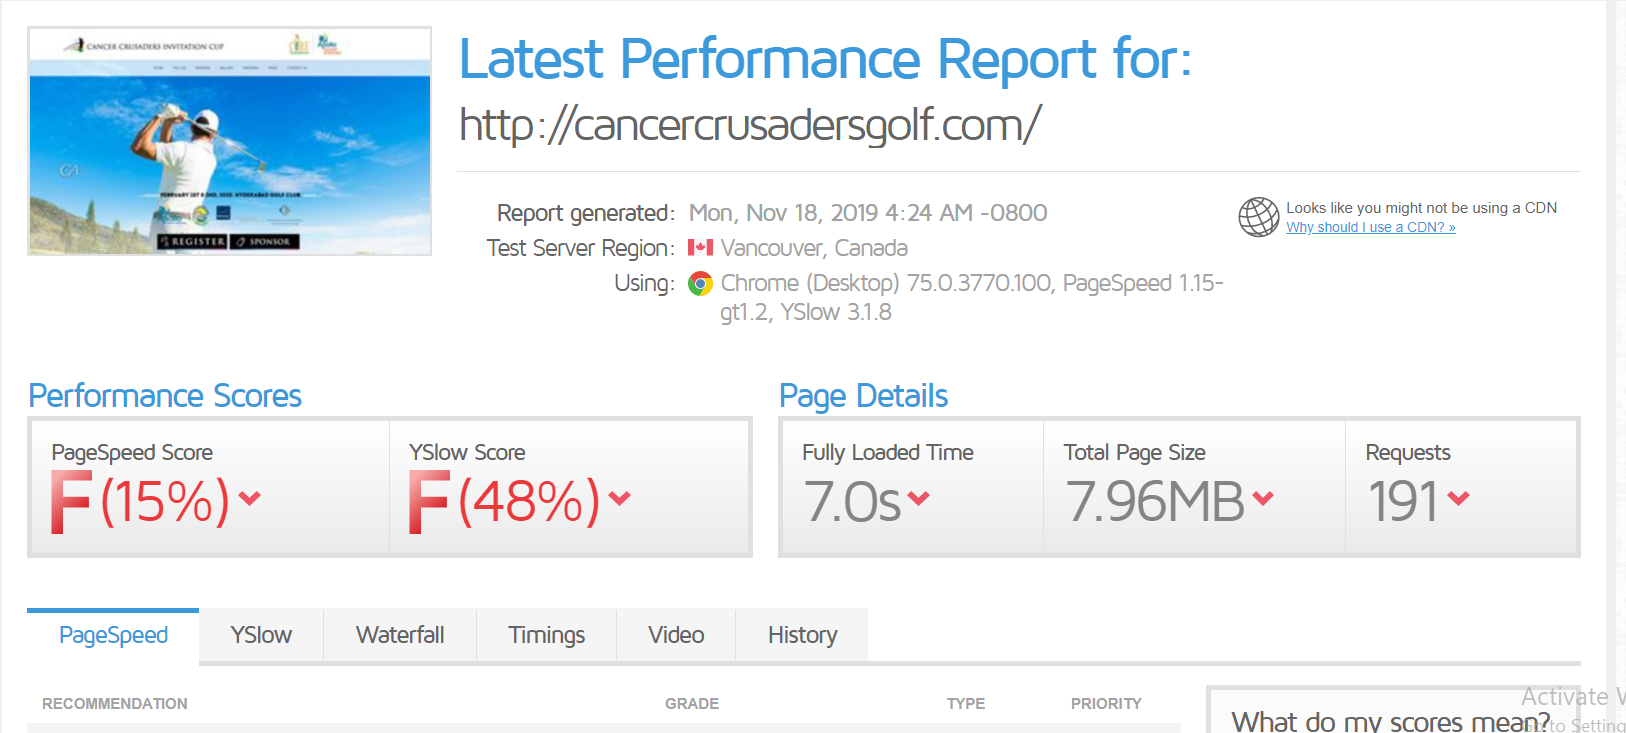 CANCER CRUSADERS INVITATION CUP
REGISTER
SPONSOR
Latest Performance Report for:
http://cancercrusadersgolf.com/
Report generated: Mon, Nov 18, 2019 4:24 AM -0800
Test Server Region: Vancouver, Canada
Using: Chrome (Desktop) 75.0.3770.100, PageSpeed 1.15-
gt1.2, YSlow 3.1.8
Looks like you might not be using a CDN
Why should I use a CDN? »
Performance Scores
PageSpeed Score
F (15%)
YSlow Score
F (48%)
Page Details
Fully Loaded Time
7.0s
Total Page Size
7.96MB
Requests
191
PageSpeed YSlow Waterfall Timings Video History
RECOMMENDATION GRADE TYPE PRIORITY
What do my scores mean?
Activate W
Go to Setting